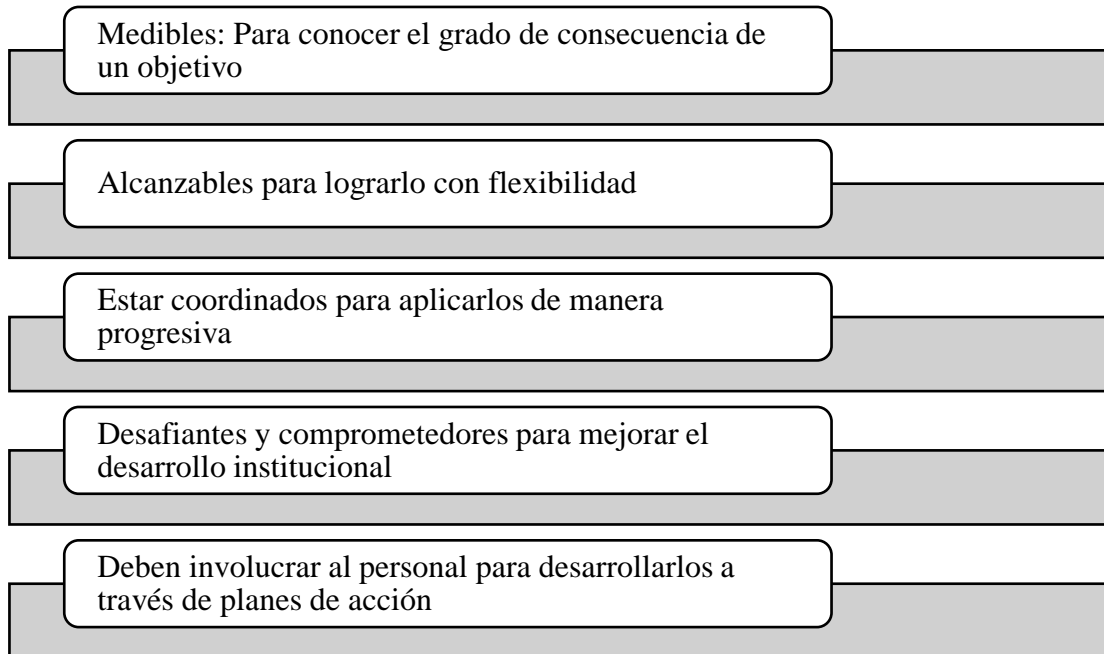 Medibles: Para conocer el grado de consecuencia de
un objetivo
Alcanzables para lograrlo con flexibilidad
Estar coordinados para aplicarlos de manera
progresiva
Desafiantes y comprometedores para mejorar el
desarrollo institucional
Deben involucrar al personal para desarrollarlos a
través de planes de acción